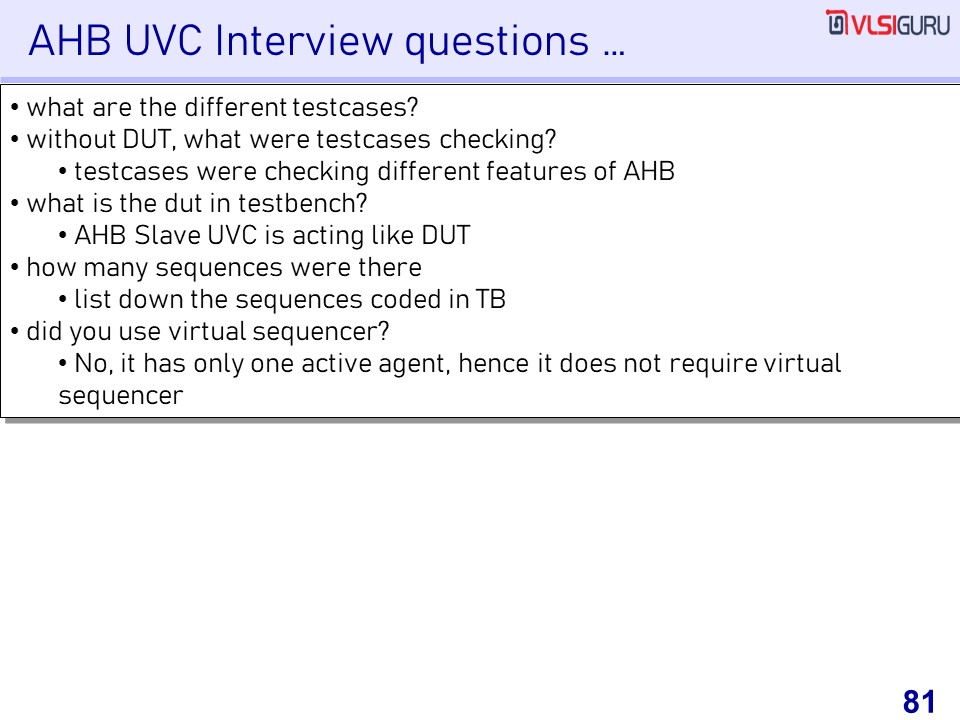 AHB UVC Interview questions ...
VLSIGURU
• what are the different testcases?
• without DUT, what were testcases checking?
• testcases were checking different features of AHB
• what is the dut in testbench?
• AHB Slave UVC is acting like DUT
• how many sequences were there
• list down the sequences coded in TB
• did you use virtual sequencer?
• No, it has only one active agent, hence it does not require virtual
sequencer
81